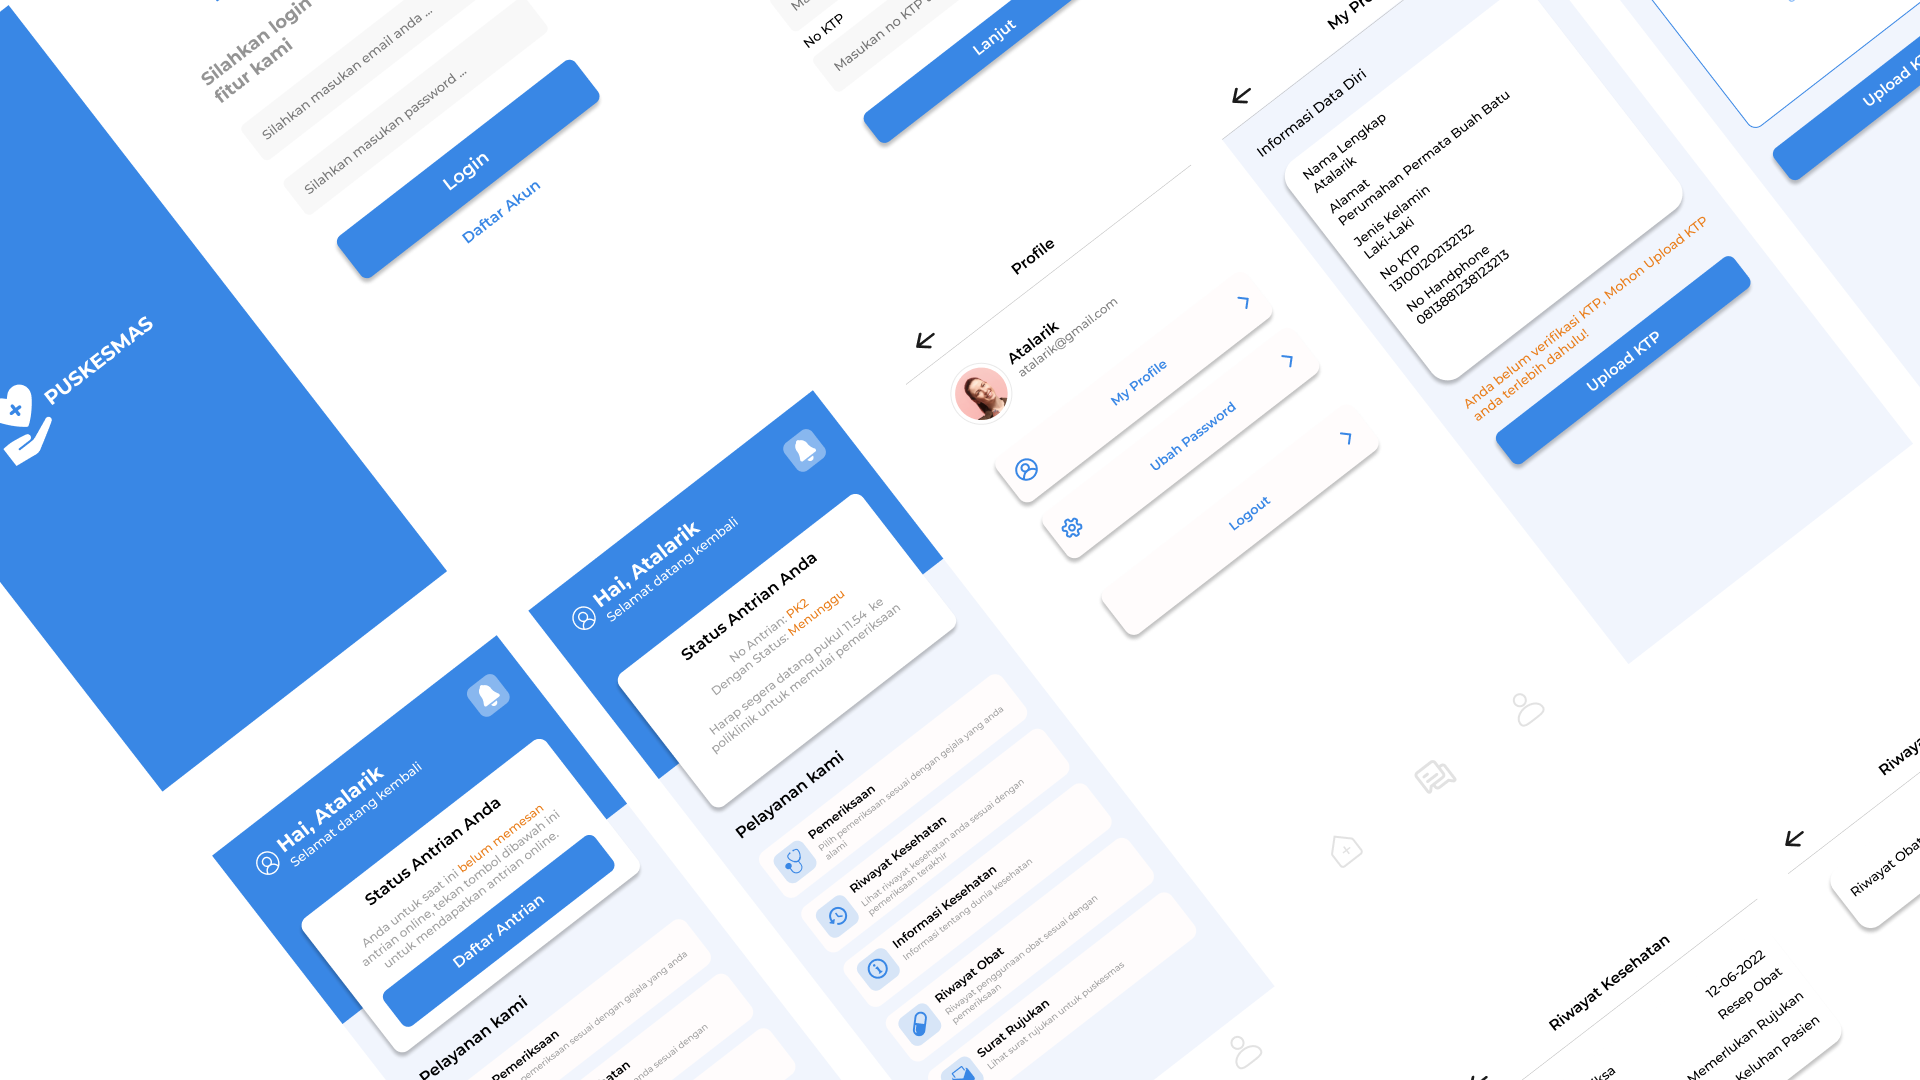 PUSKESMAS
Silahkan login
fitur kami
Silahkan masukan email anda ...
Silahkan masukan password ...
Login
Daftar Akun
No KTP
Masukan no KTP
Lanjut
Profile
Atalarik
atalarik@gmail.com
My Profile
Ubah Password
Logout
Informasi Data Diri
Nama Lengkap
Atalarik
Alamat
Perumahan Permata Buah Batu
Jenis Kelamin
Laki-Laki
No KTP
131001202132132
No Handphone
0813881238123213
Anda belum verifikasi KTP, Mohon Upload KTP
anda terlebih dahulu!
Upload KTP
Upload
Hai, Atalarik
Selamat datang kembali
Status Antrian Anda
Anda untuk saat ini belum memesan
antrian online, tekan tombol dibawah ini
untuk mendapatkan antrian online.
Daftar Antrian
Pelayanan kami
Pemeriksaan
pemeriksaan sesuai dengan gejala yang anda
anda sesuai dengan
Hai, Atalarik
Selamat datang kembali
Status Antrian Anda
No Antrian: PK2
Dengan Status: Menunggu
Harap segera datang pukul 11.54 ke
poliklinik untuk memulai pemeriksaan
Pelayanan kami
Pemeriksaan
Pilih pemeriksaan sesuai dengan gejala yang anda
alami
Riwayat Kesehatan
Lihat riwayat kesehatan anda sesuai dengan
pemeriksaan terakhir
Informasi Kesehatan
Informasi tentang dunia kesehatan
Riwayat Obat
Riwayat penggunaan obat sesuai dengan
pemeriksaan
Surat Rujukan
Lihat surat rujukan untuk puskesmas
Riwayat Kesehatan
12-06-2022
Resep Obat
Memerlukan Rujukan
Keluhan Pasien
Riwayat Obat